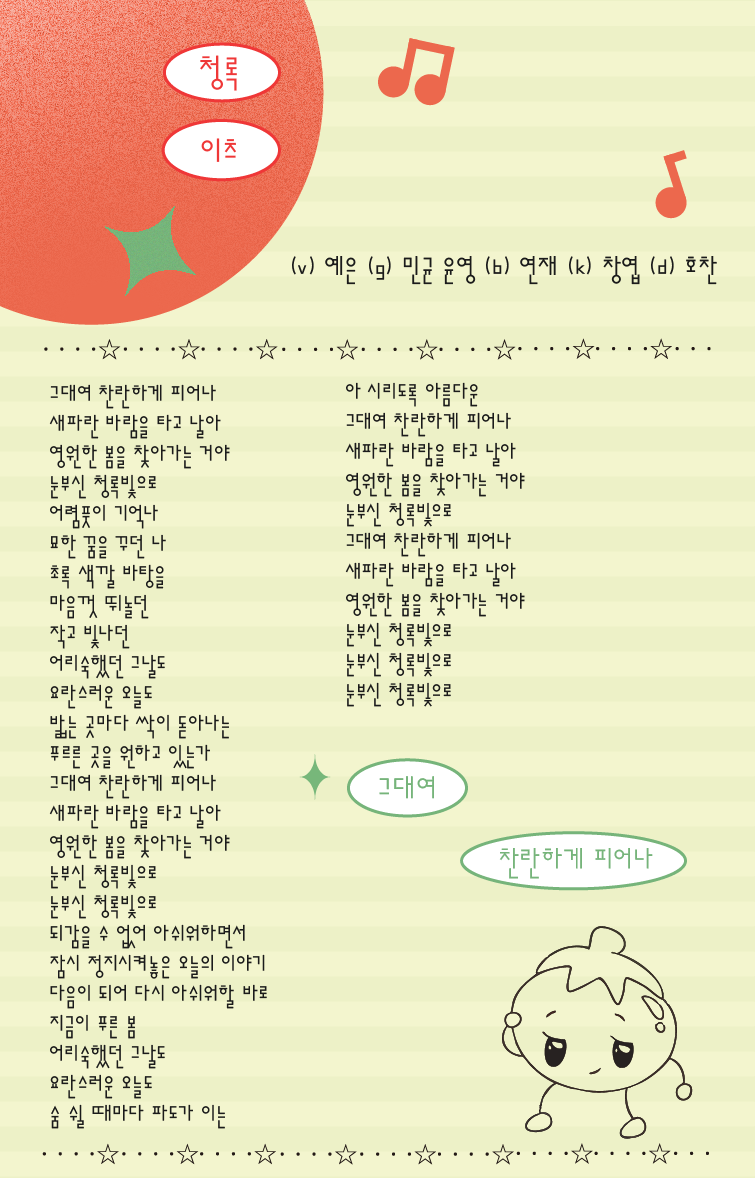 청록
이츠
(v) 예은 (g) 민균 윤영 (b) 연재 (k) 창엽 (d) 호찬
그대여 찬란하게 피어나
새파란 바람을 타고 날아
영원한 봄을 찾아가는 거야
눈부신 청록빛으로
어렴풋이 기억나
묘한 꿈을 꾸던 나
초록 색깔 바탕을
마음껏 뛰놀던
작고 빛나던
어리숙했던 그날도
요란스러운 오늘도
밟는 곳마다 싹이 돋아나는
푸르른 곳을 원하고 있는가
그대여 찬란하게 피어나
새파란 바람을 타고 날아
영원한 봄을 찾아가는 거야
눈부신 청록빛으로
눈부신 청록빛으로
되감을 수 없어 아쉬워하면서
잠시 정지시켜놓은 오늘의 이야기
다음이 되어 다시 아쉬워할 바로
지금이 푸른 봄
어리숙했던 그날도
요란스러운 오늘도
숨 쉴 때마다 파도가 이는
아 시리도록 아름다운
그대여 찬란하게 피어나
새파란 바람을 타고 날아
영원한 봄을 찾아가는 거야
눈부신 청록빛으로
그대여 찬란하게 피어나
새파란 바람을 타고 날아
영원한 봄을 찾아가는 거야
눈부신 청록빛으로
눈부신 청록빛으로
눈부신 청록빛으로
그대여
찬란하게 피어나